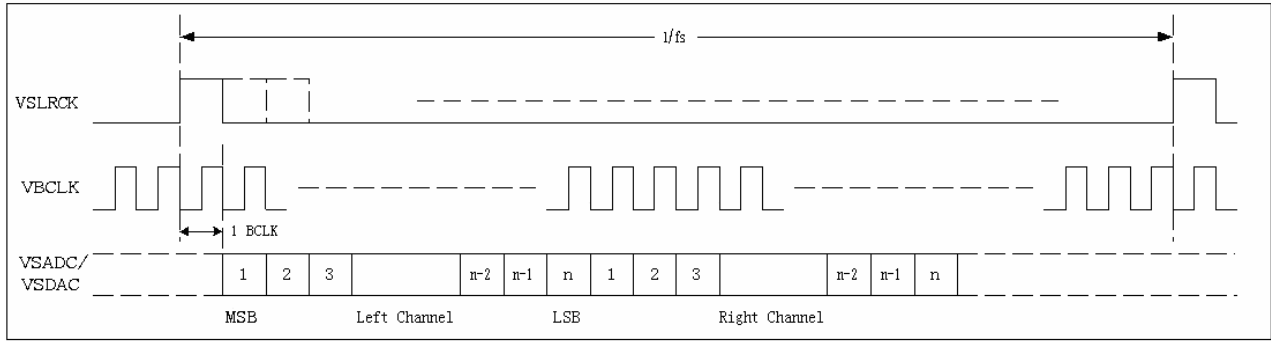 1/fs
VSLRCK
VBCLK
1 BCLK
VSADC/
VSDAC
1 2 3 n-2 n-1 n 1 2 3 n-2 n-1 n
MSB Left Channel LSB Right Channel